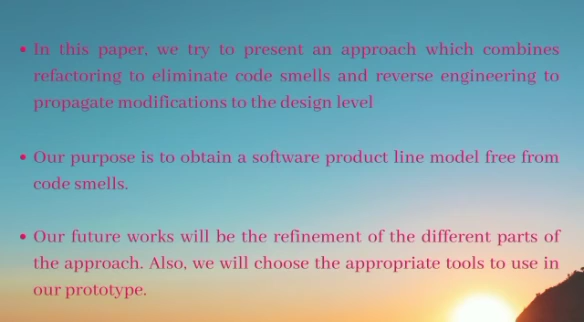 • In this paper, we try to present an approach which combines
refactoring to eliminate code smells and reverse engineering to
propagate modifications to the design level
• Our purpose is to obtain a software product line model free from
code smells.
• Our future works will be the refinement of the different parts of
the approach. Also, we will choose the appropriate tools to use in
our prototype.